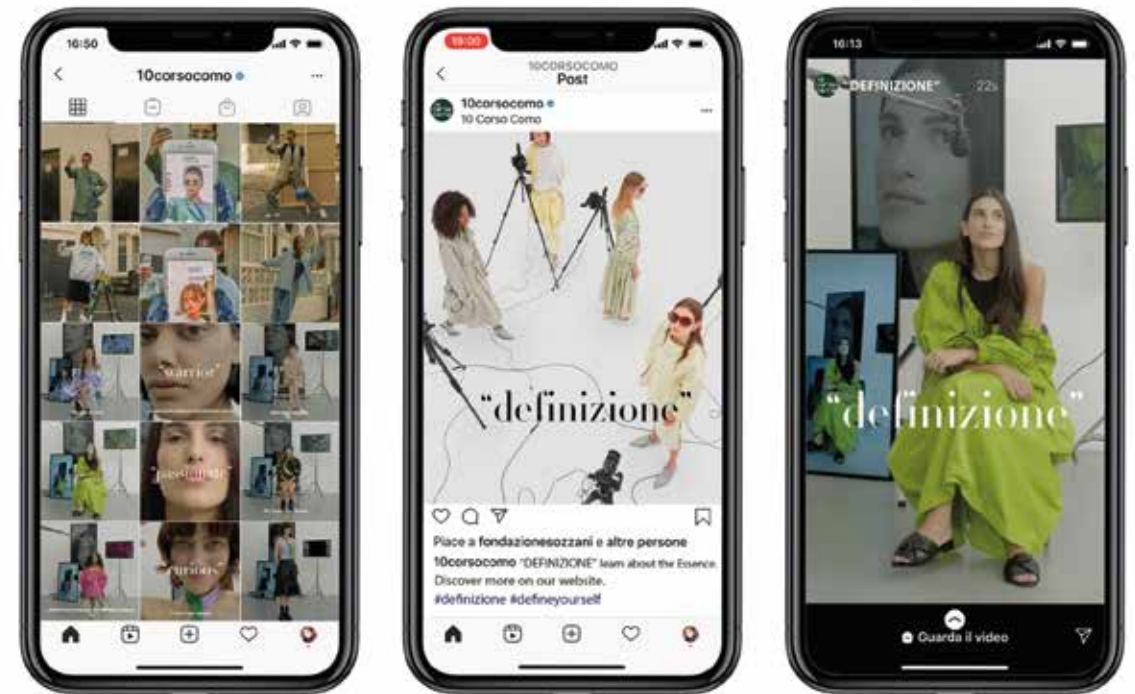 16:50
10corsocomo
"warrior"
"passionate"
"curious"
19:00
10CORSOCOMO
Post
10corsocomo
10 Corso Como
"definizione"
Piace a fondazionesozzani e altre persone
10corsocomo "DEFINIZIONE" learn about the Essence.
Discover more on our website.
#definizione #defineyourself
16:13
"DEFINIZIONE" 22s
"definizione"
Guarda il video